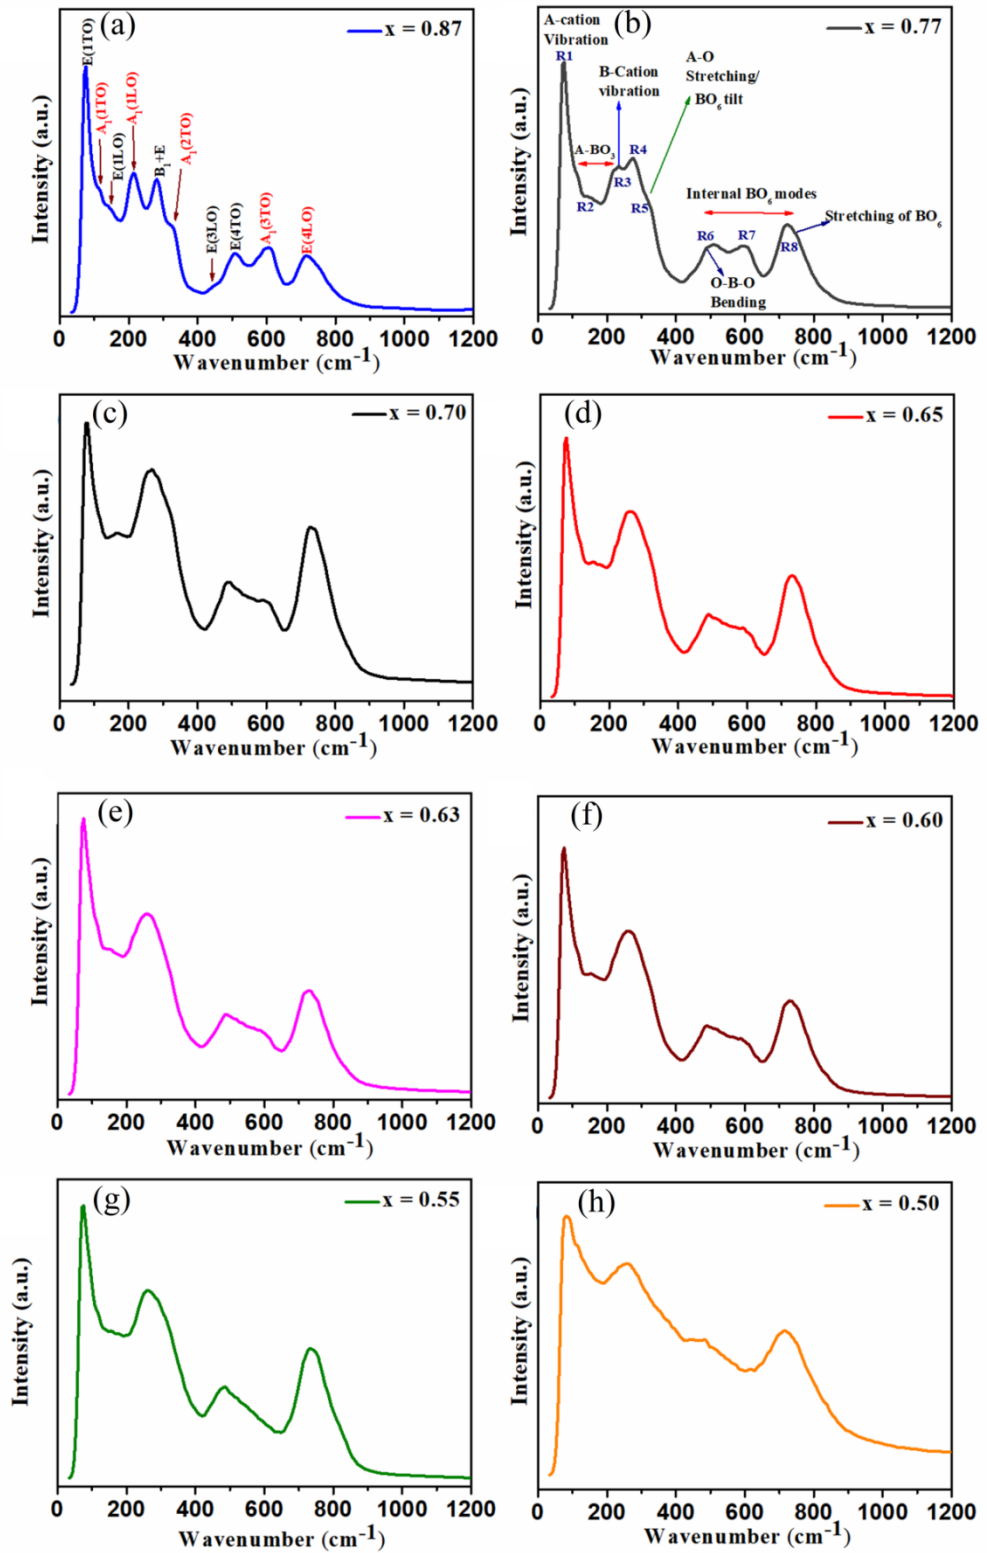 (a)
x = 0.87
E(1TO)
A₁(1TO)
E(1LO)
A₁(1LO)
B₁+E
A₁(2TO)
E(3LO)
E(4TO)
A₁(3TO)
E(4LO)
Intensity (a.u.)
0 200 400 600 800 1000 1200
Wavenumber (cm⁻¹)
(b)
x = 0.77
A-cation
Vibration
R1
B-Cation
vibration
A-O
Stretching/
BO₆ tilt
A-BO₃
R2
R3
R4
R5
Internal BO₆ modes
R6
R7
R8
Stretching of BO₆
O-B-O
Bending
Intensity (a.u.)
0 200 400 600 800 1000 1200
Wavenumber (cm⁻¹)
(c)
x = 0.70
Intensity (a.u.)
0 200 400 600 800 1000 1200
Wavenumber (cm⁻¹)
(d)
x = 0.65
Intensity (a.u.)
0 200 400 600 800 1000 1200
Wavenumber (cm⁻¹)
(e)
x = 0.63
Intensity (a.u.)
0 200 400 600 800 1000 1200
Wavenumber (cm⁻¹)
(f)
x = 0.60
Intensity (a.u.)
0 200 400 600 800 1000 1200
Wavenumber (cm⁻¹)
(g)
x = 0.55
Intensity (a.u.)
0 200 400 600 800 1000 1200
Wavenumber (cm⁻¹)
(h)
x = 0.50
Intensity (a.u.)
0 200 400 600 800 1000 1200
Wavenumber (cm⁻¹)